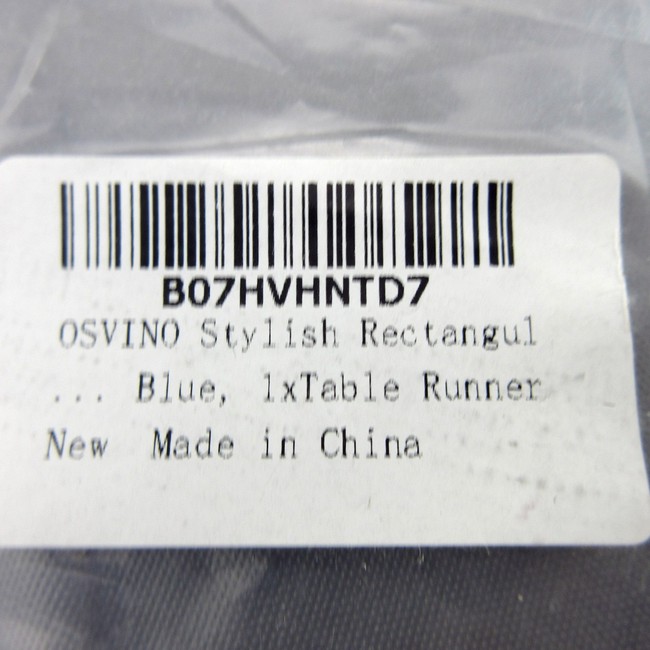 B07HVHNTD7
OSVINO Stylish Rectangul
... Blue, 1xTable Runner
New Made in China